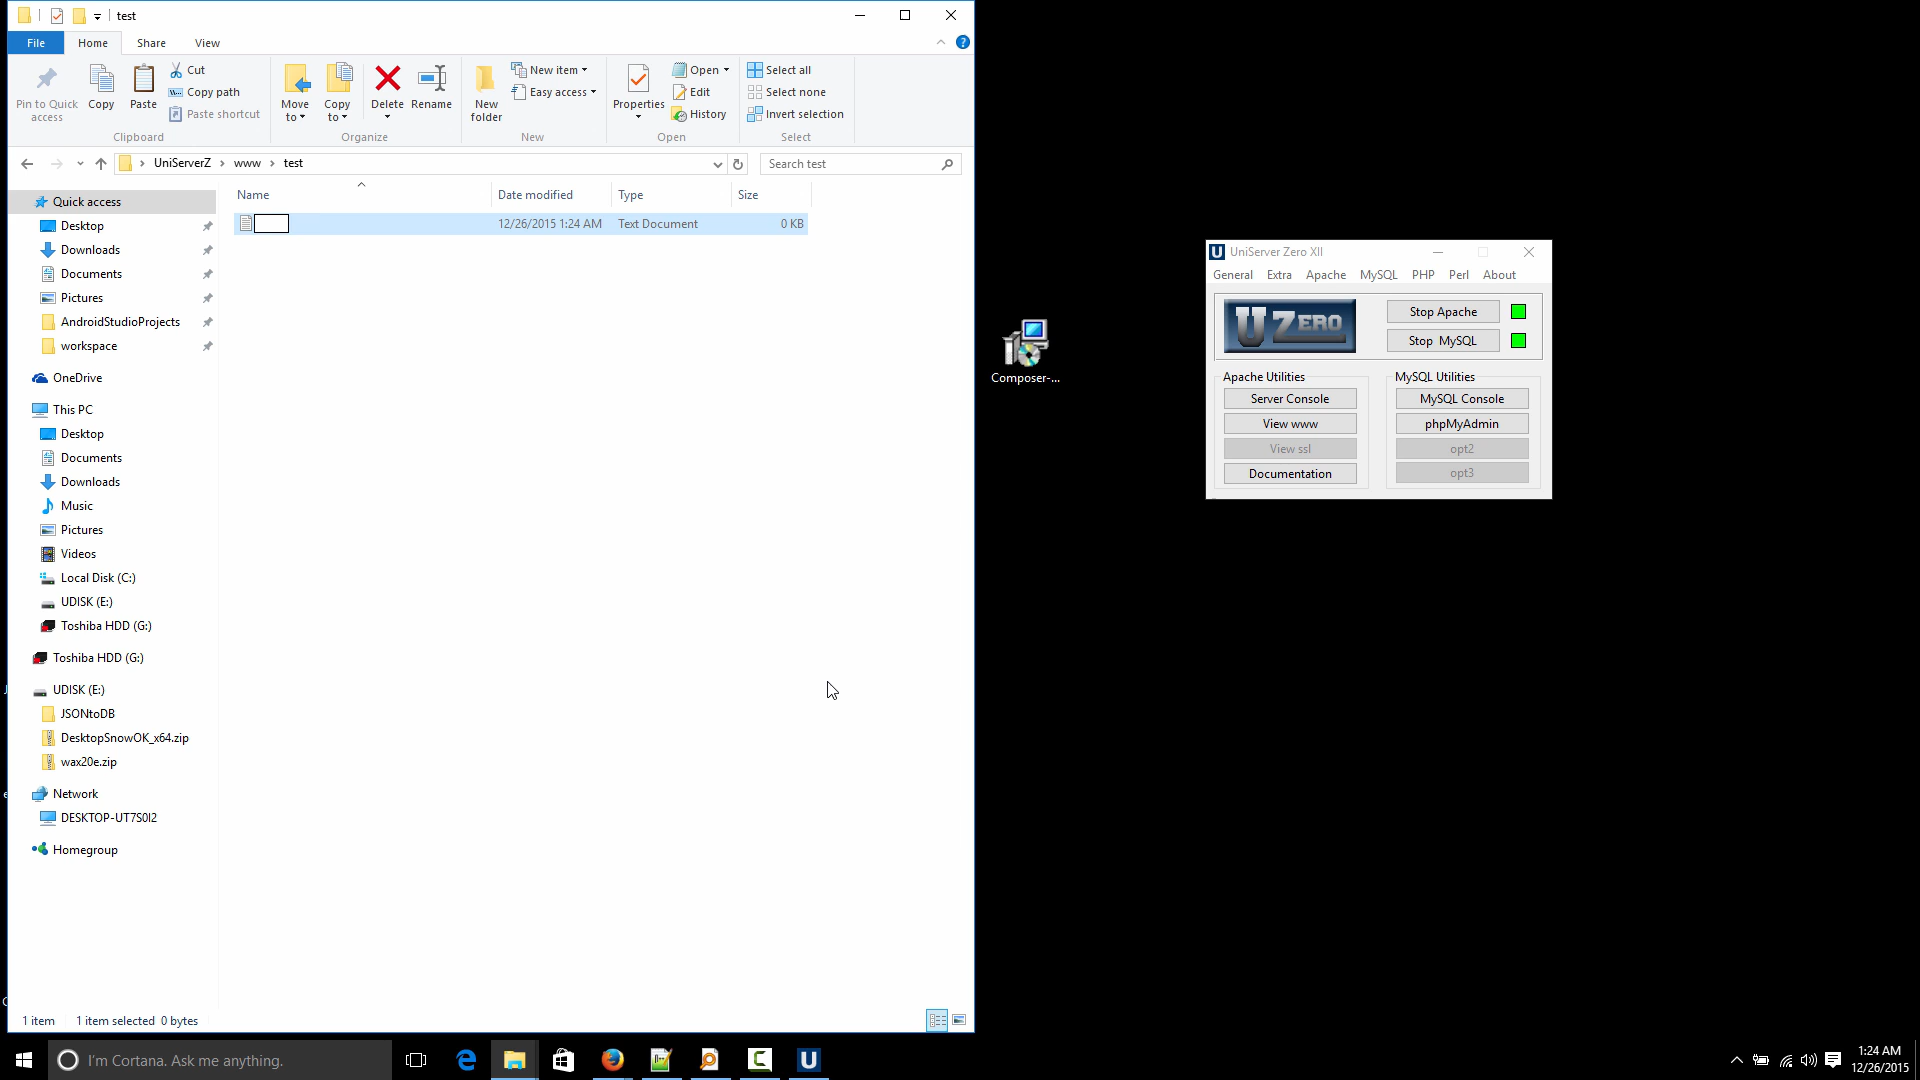 test
File Home Share View
Pin to Quick access
Copy
Paste
Cut
Copy path
Paste shortcut
Clipboard
Move to
Copy to
Delete
Rename
Organize
New folder
New item
Easy access
New
Properties
Open
Edit
History
Open
Select all
Select none
Invert selection
Select
UniServerZ › www › test
Search test
Name Date modified Type Size
12/26/2015 1:24 AM Text Document 0 KB
Quick access
Desktop
Downloads
Documents
Pictures
AndroidStudioProjects
workspace
OneDrive
This PC
Desktop
Documents
Downloads
Music
Pictures
Videos
Local Disk (C:)
UDISK (E:)
Toshiba HDD (G:)
Toshiba HDD (G:)
UDISK (E:)
JSONtoDB
DesktopSnowOK_x64.zip
wax20e.zip
Network
DESKTOP-UT7S0I2
Homegroup
1 item 1 item selected 0 bytes
Composer-...
UniServer Zero XII
General Extra Apache MySQL PHP Perl About
U ZERO
Stop Apache
Stop MySQL
Apache Utilities
Server Console
View www
View ssl
Documentation
MySQL Utilities
MySQL Console
phpMyAdmin
opt2
opt3
I'm Cortana. Ask me anything.
1:24 AM
12/26/2015